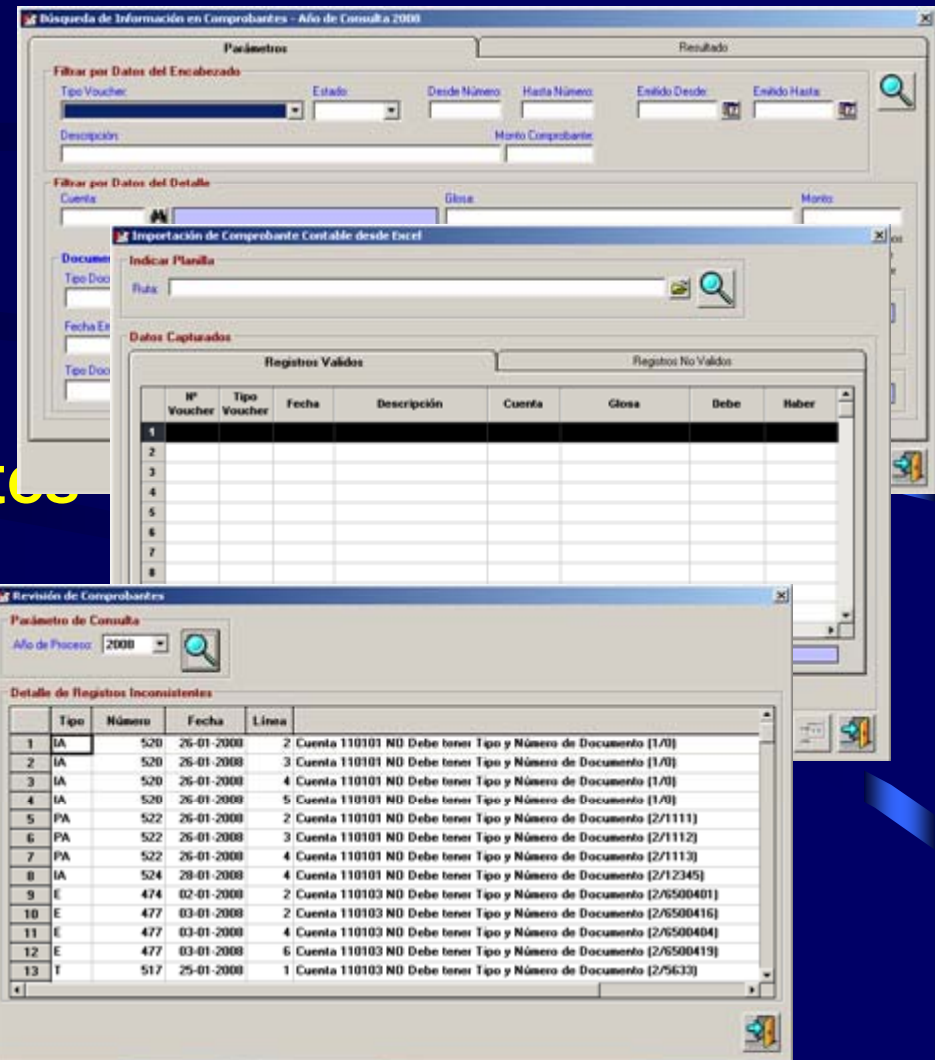 Búsqueda de Información en Comprobantes - Año de Consulta 2008
Parámetros Resultado
Filtrar por Datos del Encabezado
Tipo Voucher: Estado: Desde Número: Hasta Número: Emitido Desde: Emitido Hasta:
Descripción: Monto Comprobante:
Filtrar por Datos del Detalle
Cuenta: Glosa: Monto:
Tipo Doc
Tipo Doc
Importación de Comprobante Contable desde Excel
Indicar Planilla
Ruta:
Datos Capturados
Registros Validos Registros No Validos
Nº Voucher Tipo Voucher Fecha Descripción Cuenta Glosa Debe Haber
1
2
3
4
5
6
7
8
Revisión de Comprobantes
Parámetro de Consulta
Año de Proceso: 2008
Detalle de Registros Inconsistentes
Tipo Número Fecha Línea
1 IA 520 26-01-2008 2 Cuenta 110101 NO Debe tener Tipo y Número de Documento (1/0)
2 IA 520 26-01-2008 3 Cuenta 110101 NO Debe tener Tipo y Número de Documento (1/0)
3 IA 520 26-01-2008 4 Cuenta 110101 NO Debe tener Tipo y Número de Documento (1/0)
4 IA 520 26-01-2008 5 Cuenta 110101 NO Debe tener Tipo y Número de Documento (1/0)
5 PA 522 26-01-2008 2 Cuenta 110101 NO Debe tener Tipo y Número de Documento (2/1111)
6 PA 522 26-01-2008 3 Cuenta 110101 NO Debe tener Tipo y Número de Documento (2/1112)
7 PA 522 26-01-2008 4 Cuenta 110101 NO Debe tener Tipo y Número de Documento (2/1113)
8 IA 524 28-01-2008 4 Cuenta 110101 NO Debe tener Tipo y Número de Documento (2/12345)
9 E 474 02-01-2008 2 Cuenta 110103 NO Debe tener Tipo y Número de Documento (2/6500401)
10 E 477 03-01-2008 2 Cuenta 110103 NO Debe tener Tipo y Número de Documento (2/6500416)
11 E 477 03-01-2008 4 Cuenta 110103 NO Debe tener Tipo y Número de Documento (2/6500404)
12 E 477 03-01-2008 6 Cuenta 110103 NO Debe tener Tipo y Número de Documento (2/6500419)
13 T 517 25-01-2008 1 Cuenta 110103 NO Debe tener Tipo y Número de Documento (2/5633)